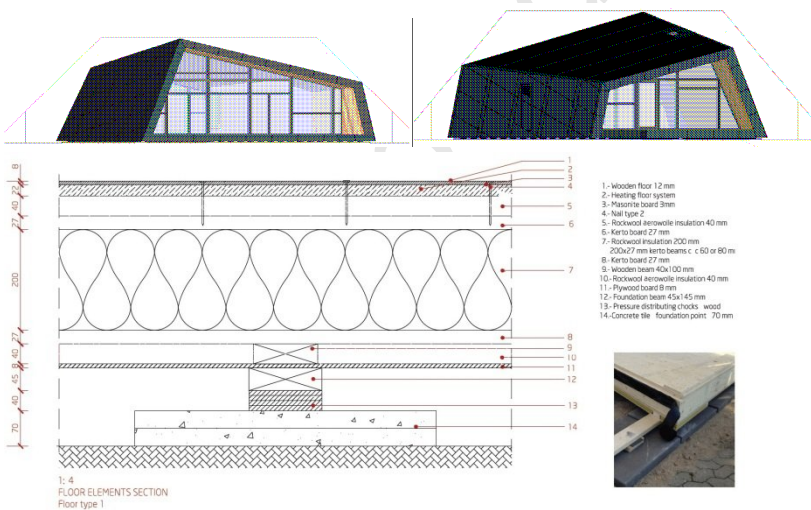 8
22
40
27
200
27
40
8
45
40
70
1
2
3
4
5
6
7
8
9
10
11
12
13
14
1.- Wooden floor 12 mm
2.- Heating floor system
3.- Masonite board 3mm
4.- Nail type 2
5.- Rockwool aerowolle insulation 40 mm
6.- Kerto board 27 mm
7.- Rockwool insulation 200 mm
200x27 mm kerto beams c c 60 or 80 m
8.- Kerto board 27 mm
9.- Wooden beam 40x100 mm
10.- Rockwool aerowolle insulation 40 mm
11.- Plywood board 8 mm
12.- Foundation beam 45x145 mm
13.- Pressure distributing chocks wood
14.-Concrete tile foundation point 70 mm
1: 4
FLOOR ELEMENTS SECTION
Floor type 1